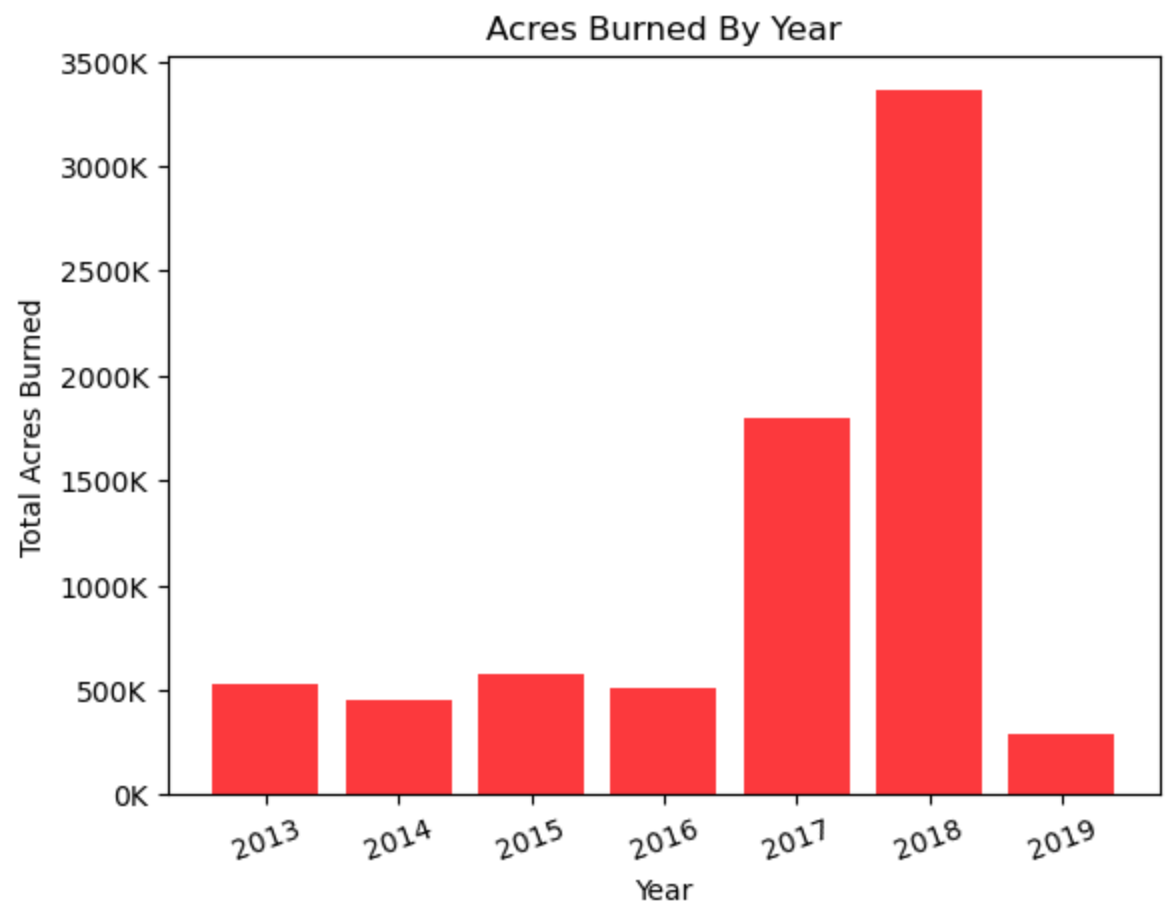 Acres Burned By Year
Total Acres Burned
3500K
3000K
2500K
2000K
1500K
1000K
500K
0K
2013 2014 2015 2016 2017 2018 2019
Year